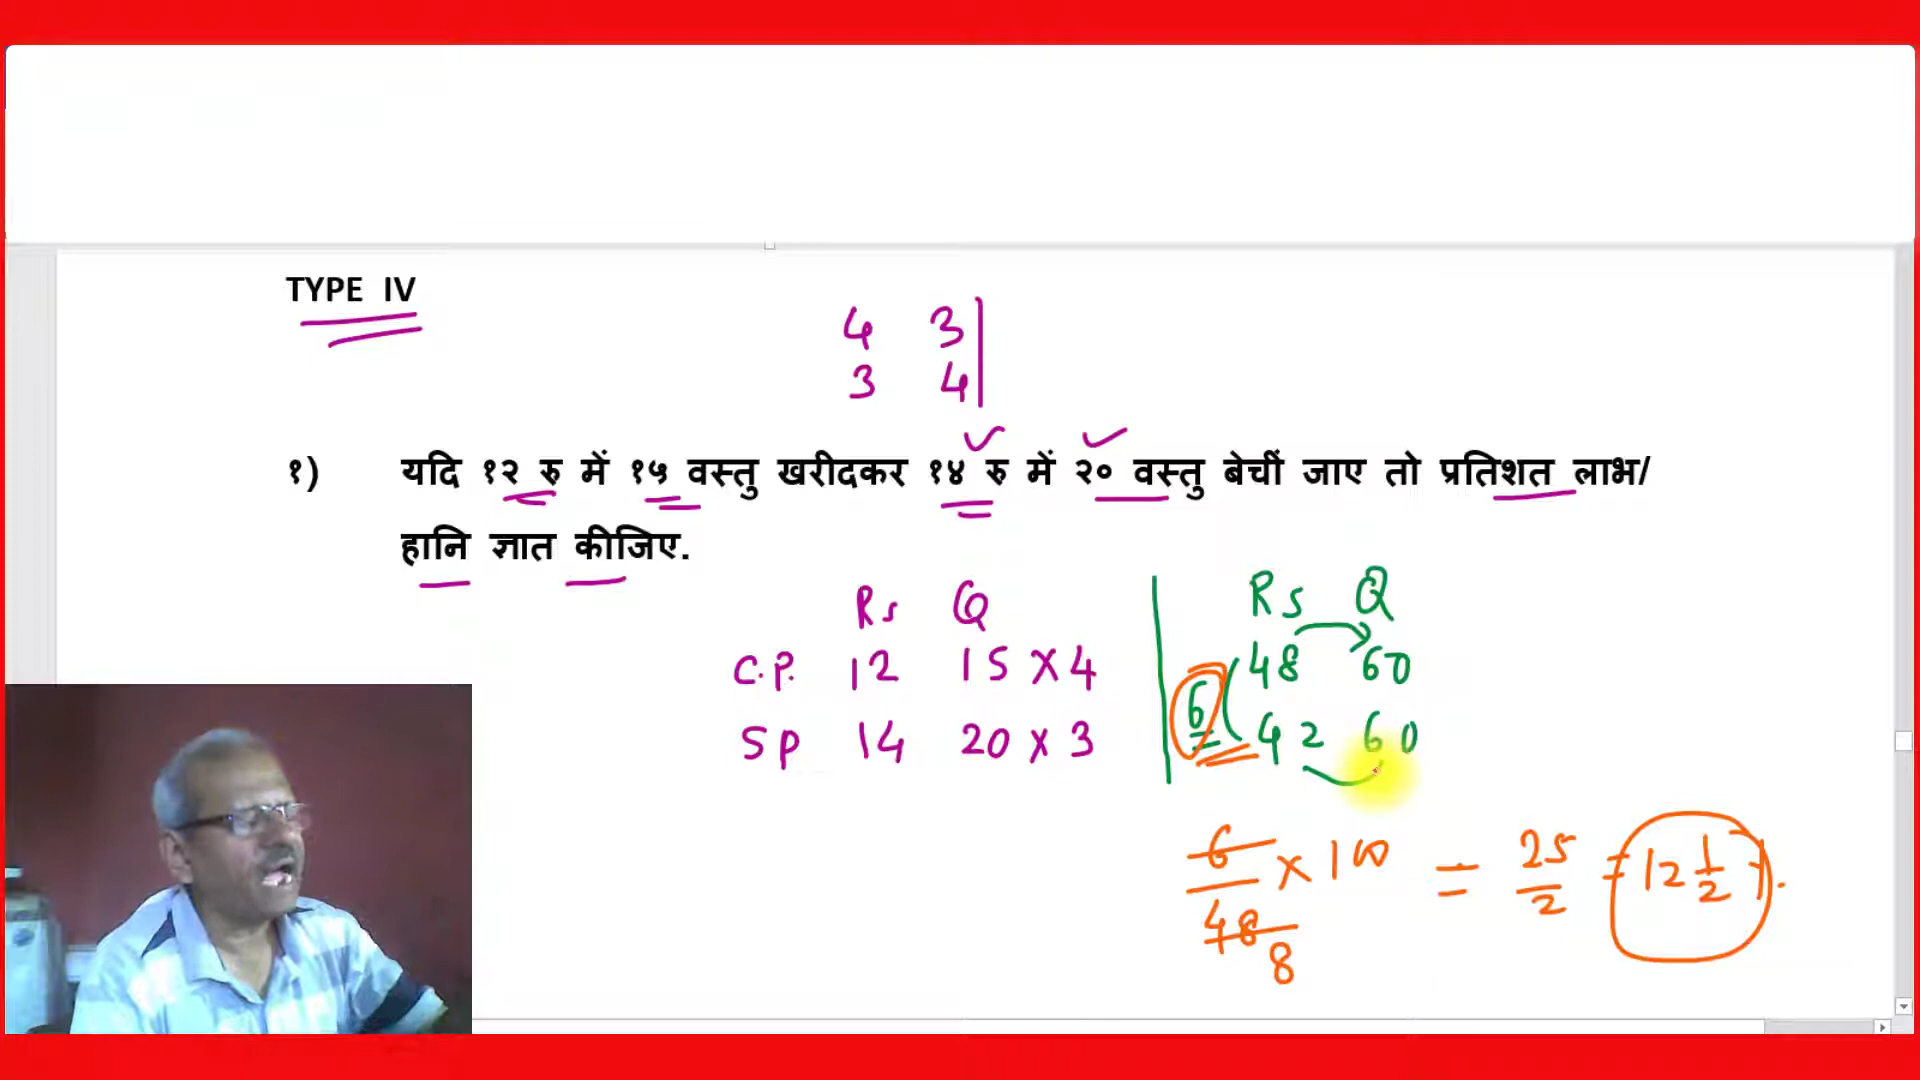 TYPE IV
4 3
3 4
१) यदि १२ रु में १५ वस्तु खरीदकर १४ रु में २० वस्तु बेचीं जाए तो प्रतिशत लाभ/
हानि ज्ञात कीजिए.
Rs Q
C.P. 12 15 x 4
SP 14 20 x 3
Rs Q
48 60
6
42 60
6/48 x 100 = 25/2 = 12 1/2 %.
8